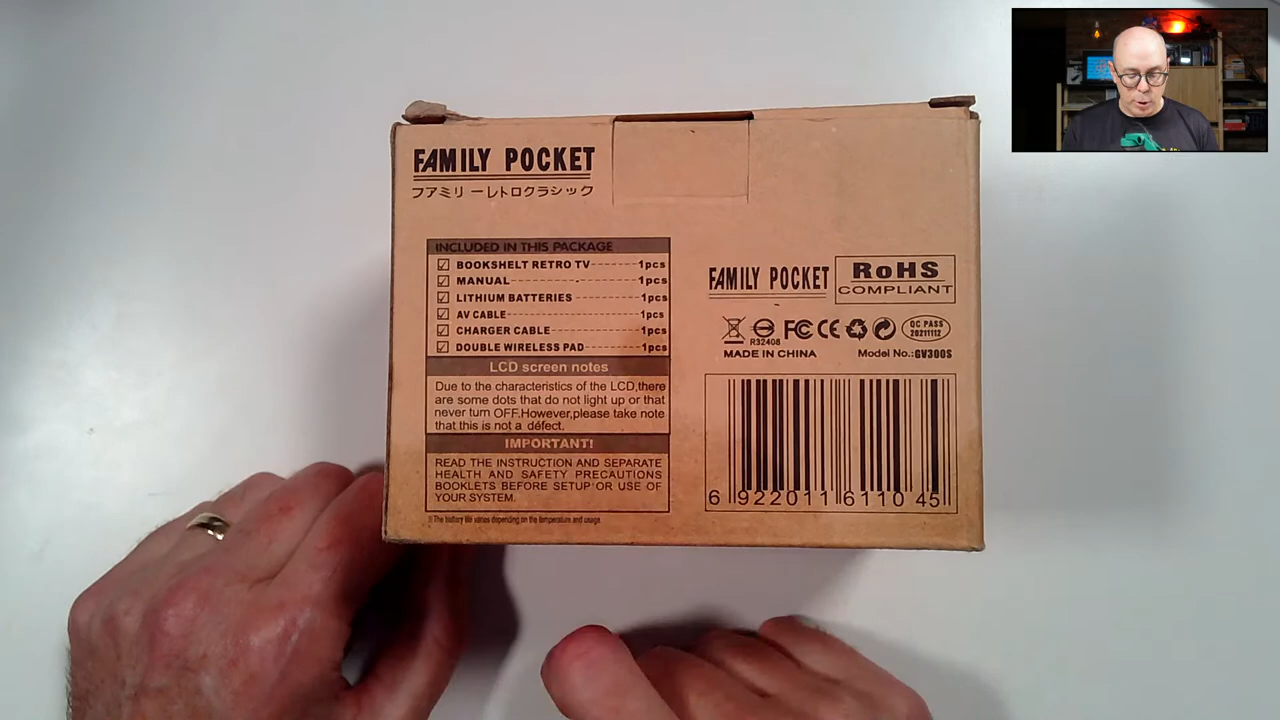 FAMILY POCKET
フアミリーレトロクラシック
INCLUDED IN THIS PACKAGE
☑ BOOKSHELT RETRO TV-----------1pcs
☑ MANUAL-----------------------1pcs
☑ LITHIUM BATTERIES ------------1pcs
☑ AV CABLE---------------------1pcs
☑ CHARGER CABLE---------------1pcs
☑ DOUBLE WIRELESS PAD---------1pcs
LCD screen notes
Due to the characteristics of the LCD,there
are some dots that do not light up or that
never turn OFF.However,please take note
that this is not a defect.
IMPORTANT!
READ THE INSTRUCTION AND SEPARATE
HEALTH AND SAFETY PRECAUTIONS
BOOKLETS BEFORE SETUP OR USE OF
YOUR SYSTEM.
The battery life varies depending on the temperature and usage.
FAMILY POCKET
RoHS
COMPLIANT
R32408
FC CE
QC PASS
20211112
MADE IN CHINA
Model No.:GV300S
6 922011 6110 45